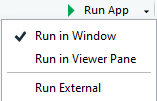 Run App
Run in Window
Run in Viewer Pane
Run External